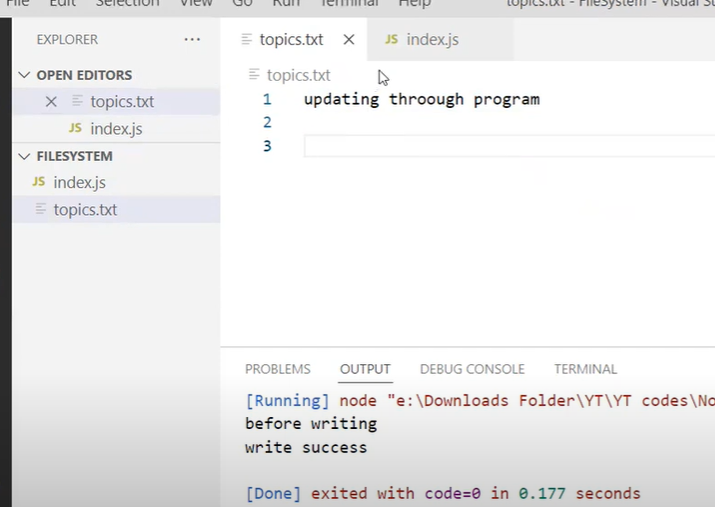 File Edit Selection View Go Run Terminal Help topics.txt - FileSystem - Visual Stu
EXPLORER ...
topics.txt JS index.js
OPEN EDITORS
topics.txt
topics.txt
JS index.js
FILESYSTEM
JS index.js
topics.txt
1 updating throough program
2
3
PROBLEMS OUTPUT DEBUG CONSOLE TERMINAL
[Running] node "e:\Downloads Folder\YT\YT codes\No
before writing
write success
[Done] exited with code=0 in 0.177 seconds